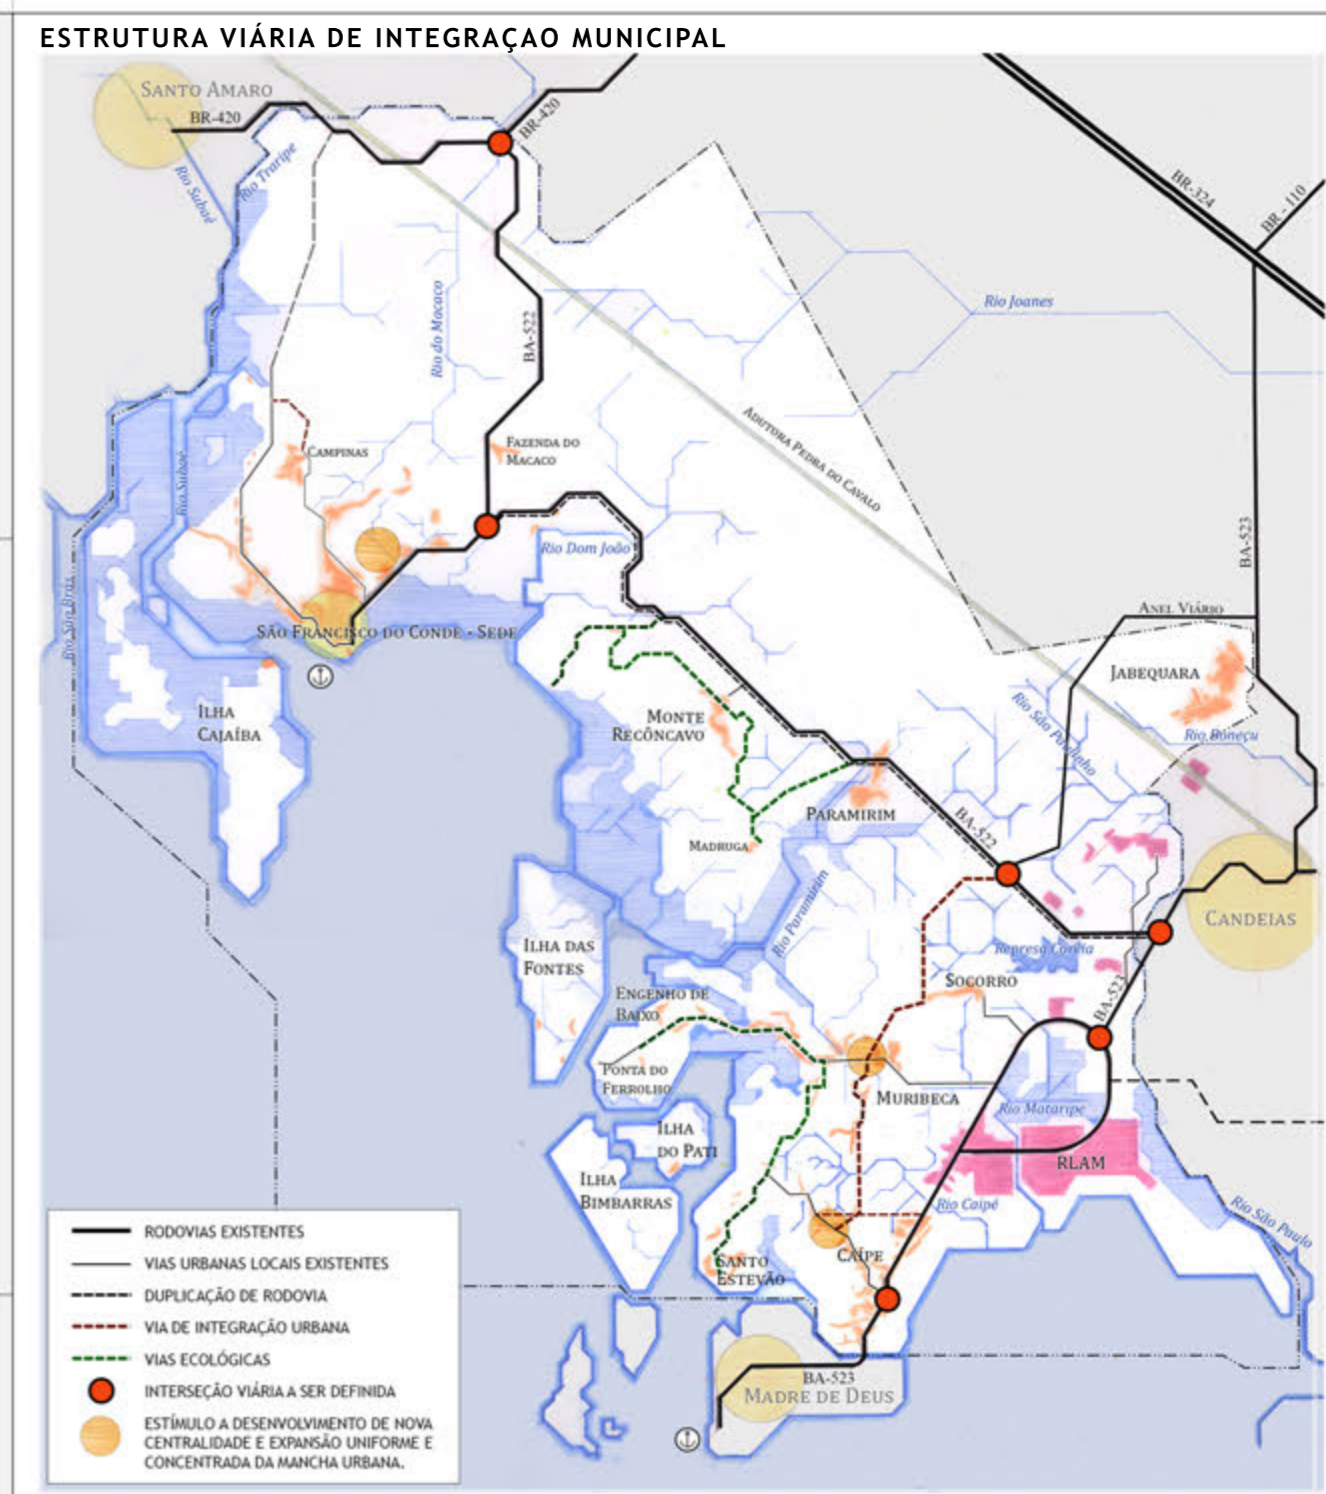 ESTRUTURA VIÁRIA DE INTEGRAÇAO MUNICIPAL
SANTO AMARO
BR-420
BR-420
Rio Traripe
Rio Subaé
BR-324
BR - 110
Rio Joanes
Rio do Macaco
BA-522
ADUTORA PEDRA DO CAVALO
FAZENDA DO
MACACO
CAMPINAS
Rio Subaé
Rio Dom João
BA-523
ANEL VIÁRIO
Rio São Brás
SÃO FRANCISCO DO CONDE - SEDE
JABEQUARA
ILHA
CAJAÍBA
MONTE
RECÔNCAVO
Rio São Paulinho
Rio Boneçu
PARAMIRIM
BA-522
MADRUGA
CANDEIAS
Rio Paramirim
ILHA DAS
FONTES
Represa Coréia
SOCORRO
ENGENHO DE
BAIXO
BA-523
PONTA DO
FERROLHO
MURIBECA
Rio Mataripe
ILHA
DO PATI
RLAM
ILHA
BIMBARRAS
Rio Caipé
Rio São Paulo
CAÍPE
SANTO
ESTEVÃO
BA-523
MADRE DE DEUS
RODOVIAS EXISTENTES
VIAS URBANAS LOCAIS EXISTENTES
DUPLICAÇÃO DE RODOVIA
VIA DE INTEGRAÇÃO URBANA
VIAS ECOLÓGICAS
INTERSEÇÃO VIÁRIA A SER DEFINIDA
ESTÍMULO A DESENVOLVIMENTO DE NOVA
CENTRALIDADE E EXPANSÃO UNIFORME E
CONCENTRADA DA MANCHA URBANA.